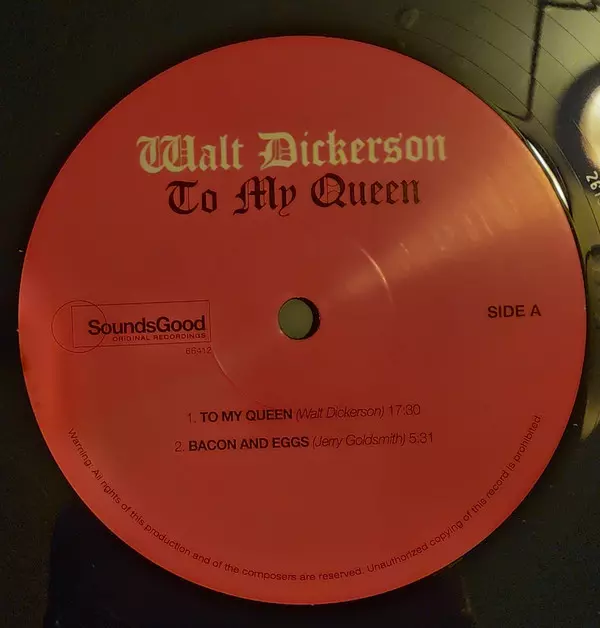 Walt Dickerson
To My Queen
SoundsGood
ORIGINAL RECORDINGS
SIDE A
1. TO MY QUEEN (Walt Dickerson) 17:30
2. BACON AND EGGS (Jerry Goldsmith) 5:31
Warning: All rights of this production and of the composers are reserved. Unauthorized copying of this record is prohibited